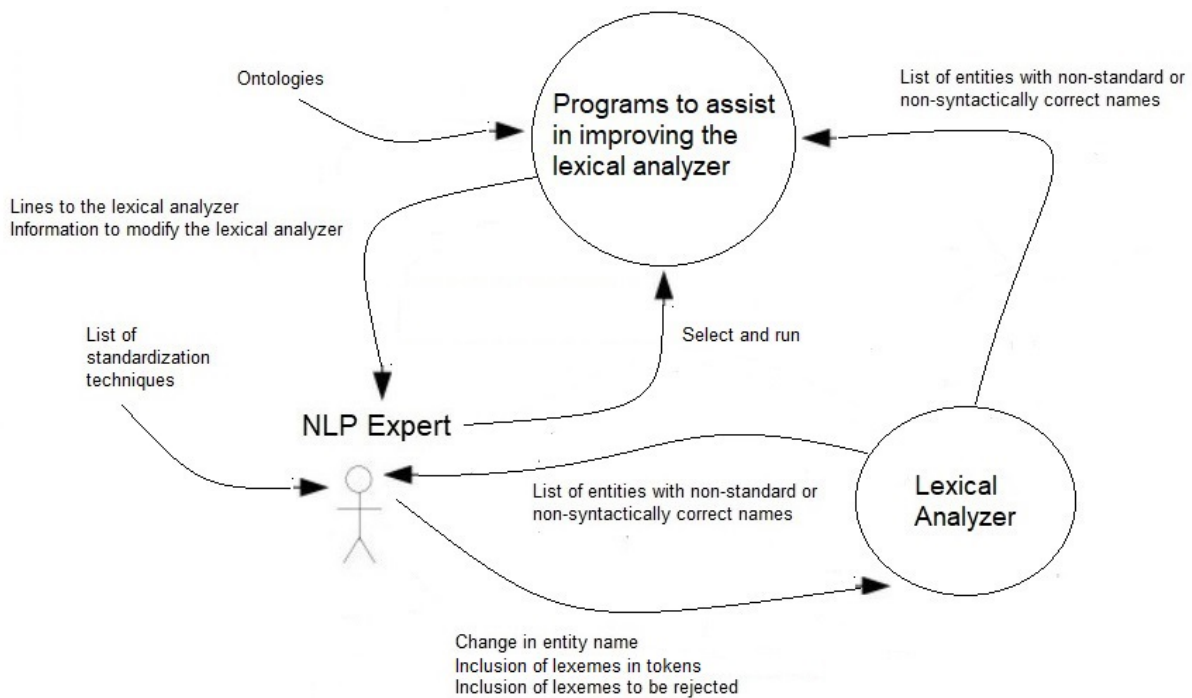 Ontologies
Programs to assist
in improving the
lexical analyzer
List of entities with non-standard or
non-syntactically correct names
Lines to the lexical analyzer
Information to modify the lexical analyzer
List of
standardization
techniques
Select and run
NLP Expert
List of entities with non-standard or
non-syntactically correct names
Lexical
Analyzer
Change in entity name
Inclusion of lexemes in tokens
Inclusion of lexemes to be rejected